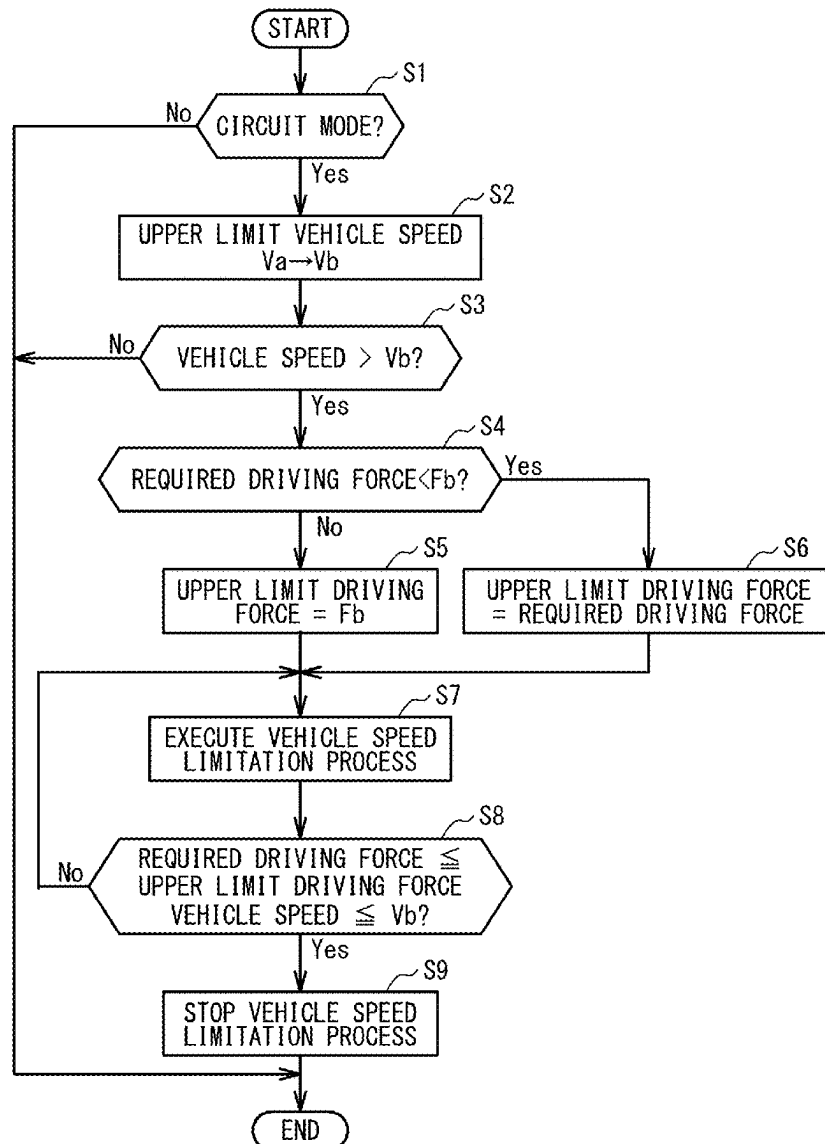 START
S1
No
CIRCUIT MODE?
Yes
S2
UPPER LIMIT VEHICLE SPEED
Va→Vb
S3
No
VEHICLE SPEED > Vb?
Yes
S4
REQUIRED DRIVING FORCE<Fb?
Yes
No
S5
UPPER LIMIT DRIVING
FORCE = Fb
S6
UPPER LIMIT DRIVING FORCE
= REQUIRED DRIVING FORCE
S7
EXECUTE VEHICLE SPEED
LIMITATION PROCESS
S8
No
REQUIRED DRIVING FORCE ≦
UPPER LIMIT DRIVING FORCE
VEHICLE SPEED ≦ Vb?
Yes
S9
STOP VEHICLE SPEED
LIMITATION PROCESS
END